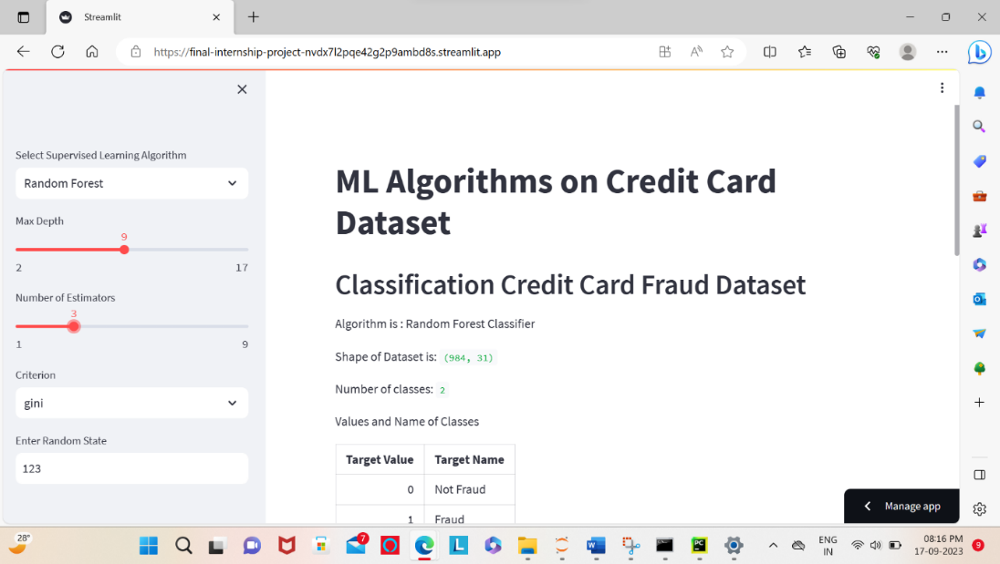 Streamlit
https://final-internship-project-nvdx7l2pqe42g2p9ambd8s.streamlit.app
Select Supervised Learning Algorithm
Random Forest
Max Depth
9
2 17
Number of Estimators
3
1 9
Criterion
gini
Enter Random State
123
ML Algorithms on Credit Card
Dataset
Classification Credit Card Fraud Dataset
Algorithm is : Random Forest Classifier
Shape of Dataset is: (984, 31)
Number of classes: 2
Values and Name of Classes
Target Value Target Name
0 Not Fraud
1 Fraud
Manage app
28°
7
L
W
PC
ENG
IN
08:16 PM
17-09-2023
9